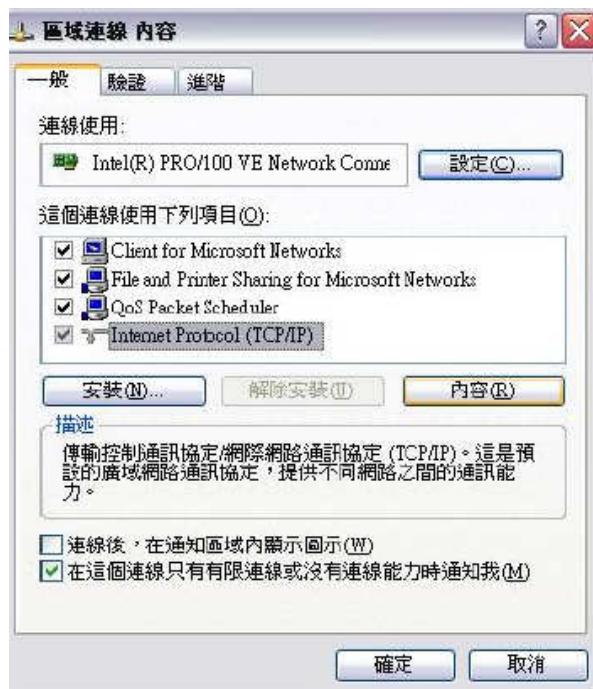 區域連線 內容
一般 驗證 進階
連線使用:
Intel(R) PRO/100 VE Network Conne 設定(C)...
這個連線使用下列項目(O):
Client for Microsoft Networks
File and Printer Sharing for Microsoft Networks
QoS Packet Scheduler
Internet Protocol (TCP/IP)
安裝(N)... 解除安裝(U) 內容(R)
描述
傳輸控制通訊協定/網際網路通訊協定 (TCP/IP)。這是預
設的廣域網路通訊協定，提供不同網路之間的通訊能
力。
連線後，在通知區域內顯示圖示(W)
在這個連線只有有限連線或沒有連線能力時通知我(M)
確定 取消